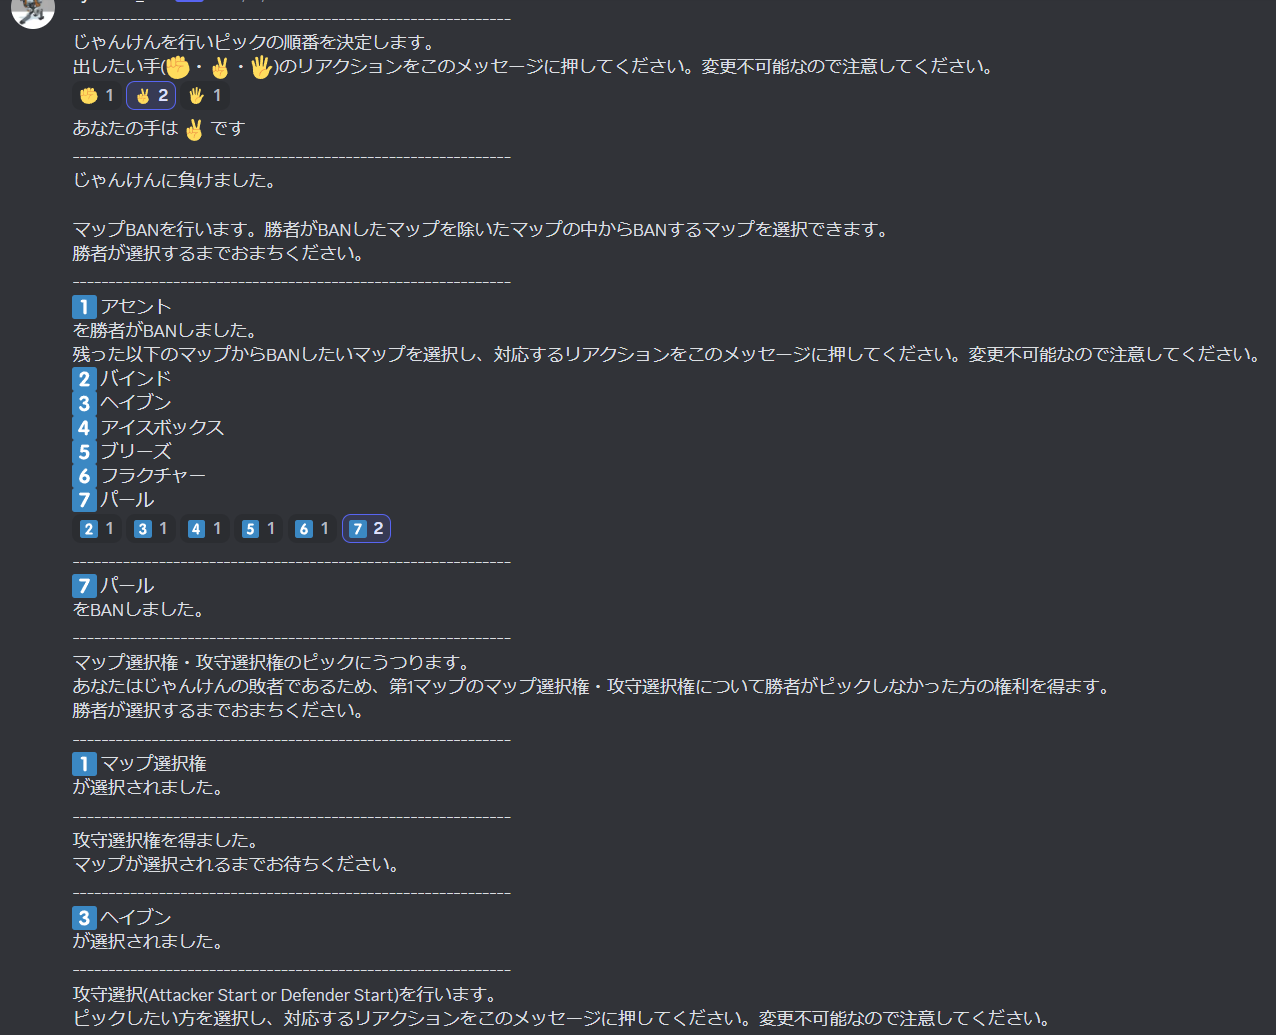 じゃんけんを行いピックの順番を決定します。
出したい手(✊・✌・🖐)のリアクションをこのメッセージに押してください。変更不可能なので注意してください。
✊ 1 ✌ 2 🖐 1
あなたの手は ✌ です
じゃんけんに負けました。
マップBANを行います。勝者がBANしたマップを除いたマップの中からBANするマップを選択できます。
勝者が選択するまでおまちください。
1 アセント
を勝者がBANしました。
残った以下のマップからBANしたいマップを選択し、対応するリアクションをこのメッセージに押してください。変更不可能なので注意してください。
2 バインド
3 ヘイブン
4 アイスボックス
5 ブリーズ
6 フラクチャー
7 パール
2 1 3 1 4 1 5 1 6 1 7 2
7 パール
をBANしました。
マップ選択権・攻守選択権のピックにうつります。
あなたはじゃんけんの敗者であるため、第1マップのマップ選択権・攻守選択権について勝者がピックしなかった方の権利を得ます。
勝者が選択するまでおまちください。
1 マップ選択権
が選択されました。
攻守選択権を得ました。
マップが選択されるまでお待ちください。
3 ヘイブン
が選択されました。
攻守選択(Attacker Start or Defender Start)を行います。
ピックしたい方を選択し、対応するリアクションをこのメッセージに押してください。変更不可能なので注意してください。